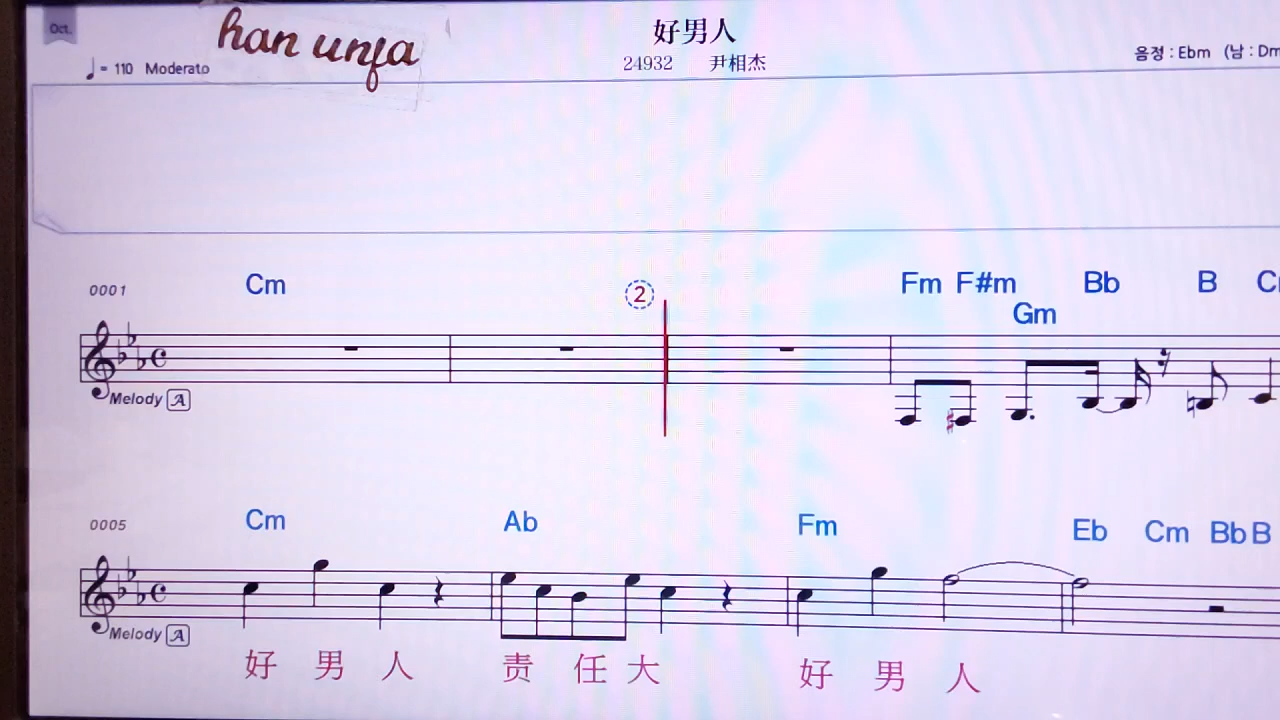 Oct.
han unfa
好男人
♩= 110 Moderato
24932 尹相杰
음정 : Ebm (남 : Dm
0001
Cm
②
Fm F#m Gm Bb B
Melody A
0005
Cm Ab Fm Eb Cm Bb B
Melody A
好 男 人 责 任 大 好 男 人